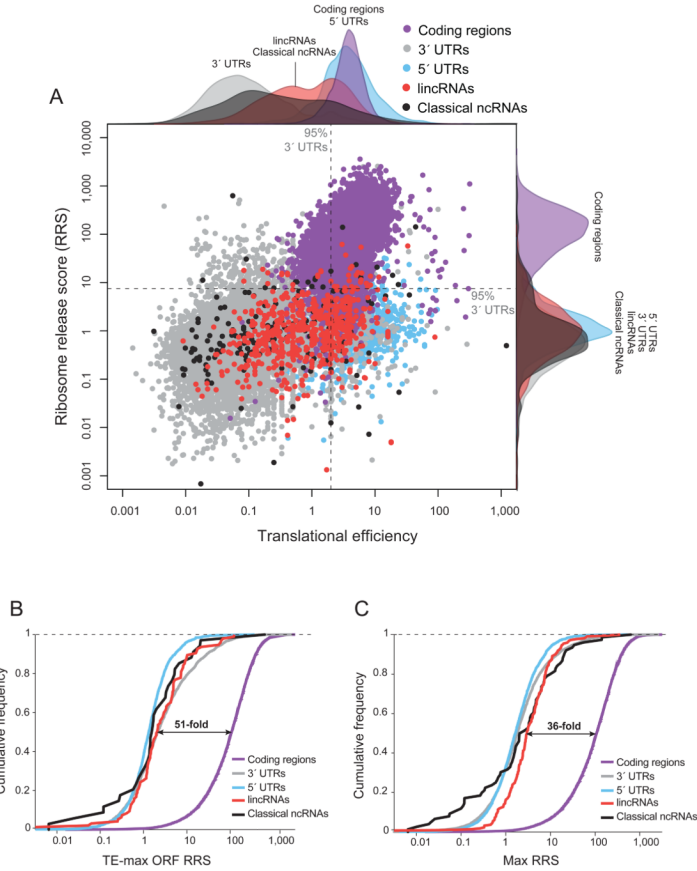 Coding regions
5´ UTRs
lincRNAs
Classical ncRNAs
3´ UTRs
Coding regions
3´ UTRs
5´ UTRs
lincRNAs
Classical ncRNAs
A
95%
3´ UTRs
10,000
1,000
100
10
1
0.1
0.01
0.001
Ribosome release score (RRS)
95%
3´ UTRs
Coding regions
5´ UTRs
3´ UTRs
lincRNAs
Classical ncRNAs
0.001 0.01 0.1 1 10 100 1,000
Translational efficiency
B
1
0.8
0.6
0.4
0.2
0
Cumulative frequency
51-fold
Coding regions
3´ UTRs
5´ UTRs
lincRNAs
Classical ncRNAs
0.01 0.1 1 10 100 1,000
TE-max ORF RRS
C
1
0.8
0.6
0.4
0.2
0
Cumulative frequency
36-fold
Coding regions
3´ UTRs
5´ UTRs
lincRNAs
Classical ncRNAs
0.01 0.1 1 10 100 1,000
Max RRS